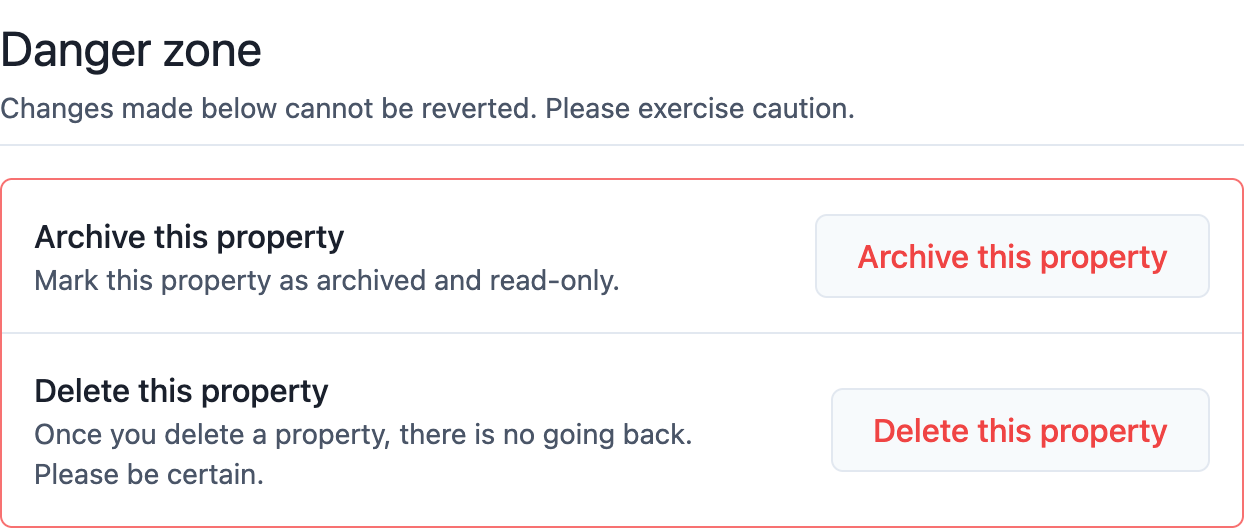 Danger zone
Changes made below cannot be reverted. Please exercise caution.
Archive this property
Mark this property as archived and read-only.
Archive this property
Delete this property
Once you delete a property, there is no going back.
Please be certain.
Delete this property